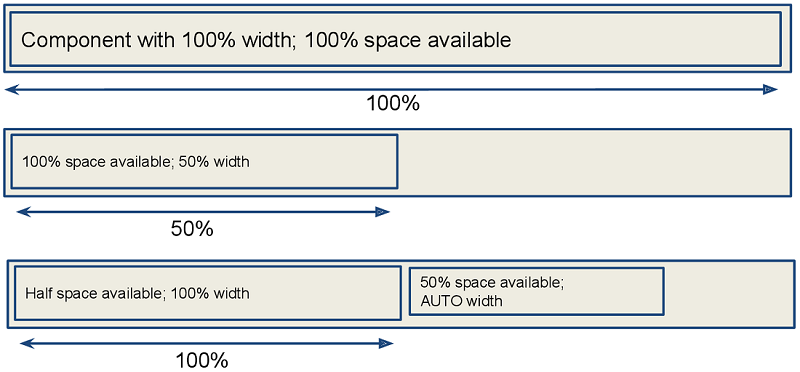 Component with 100% width; 100% space available
100%
100% space available; 50% width
50%
Half space available; 100% width
50% space available;
AUTO width
100%